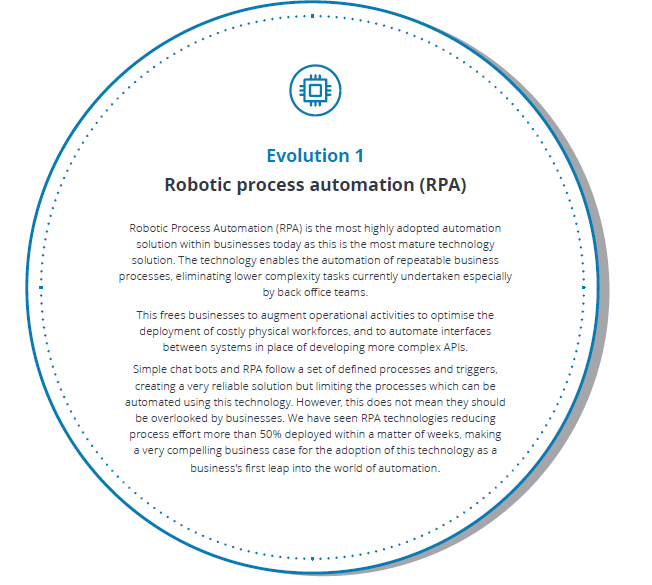 Evolution 1
Robotic process automation (RPA)
Robotic Process Automation (RPA) is the most highly adopted automation
solution within businesses today as this is the most mature technology
solution. The technology enables the automation of repeatable business
processes, eliminating lower complexity tasks currently undertaken especially
by back office teams.
This frees businesses to augment operational activities to optimise the
deployment of costly physical workforces, and to automate interfaces
between systems in place of developing more complex APIs.
Simple chat bots and RPA follow a set of defined processes and triggers,
creating a very reliable solution but limiting the processes which can be
automated using this technology. However, this does not mean they should
be overlooked by businesses. We have seen RPA technologies reducing
process effort more than 50% deployed within a matter of weeks, making
a very compelling business case for the adoption of this technology as a
business's first leap into the world of automation.